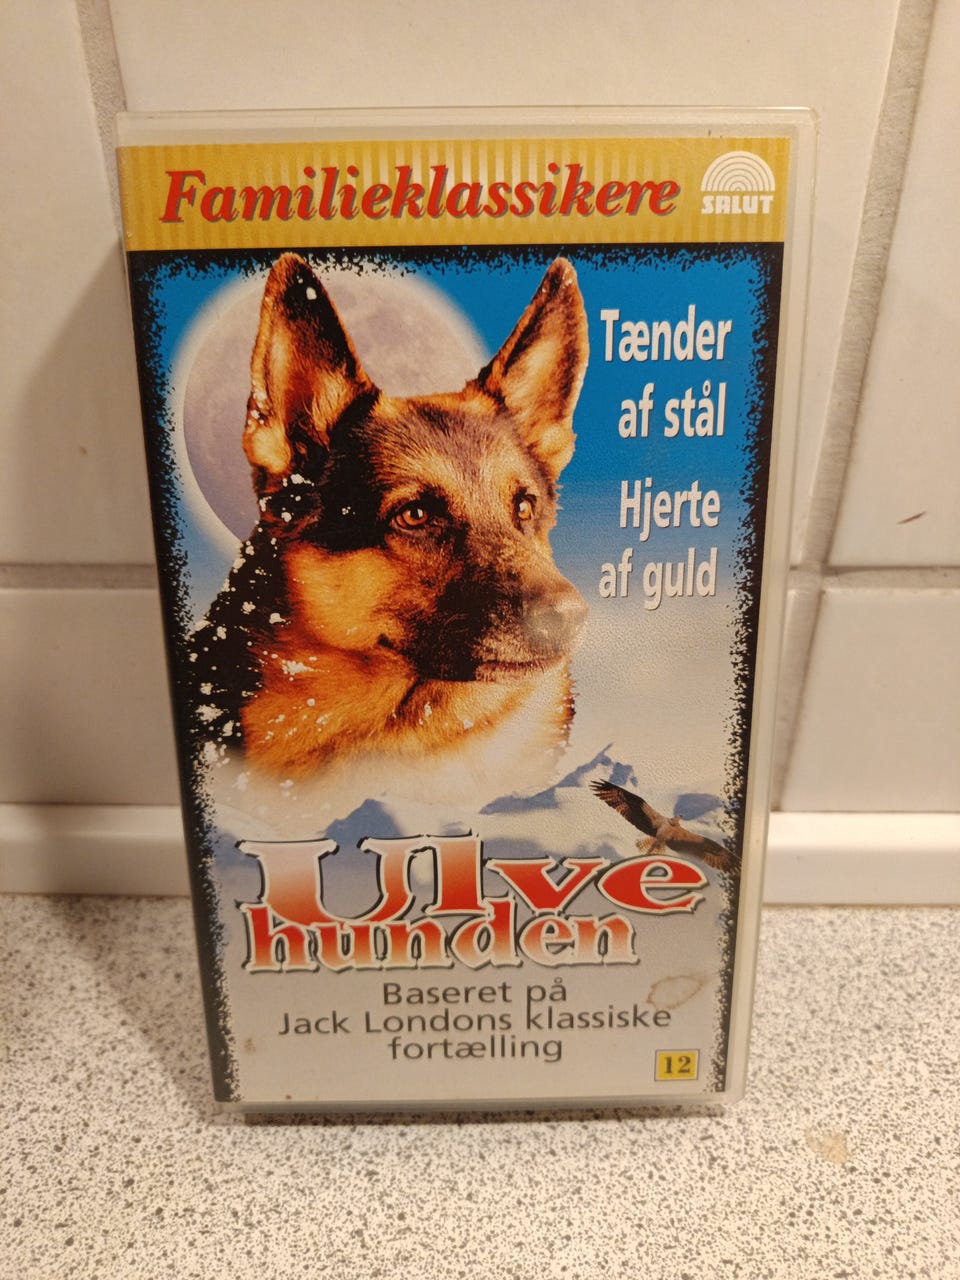 Familieklassikere
SALUT
Tænder
af stål
Hjerte
af guld
Ulve
hunden
Baseret på
Jack Londons klassiske
fortælling
12